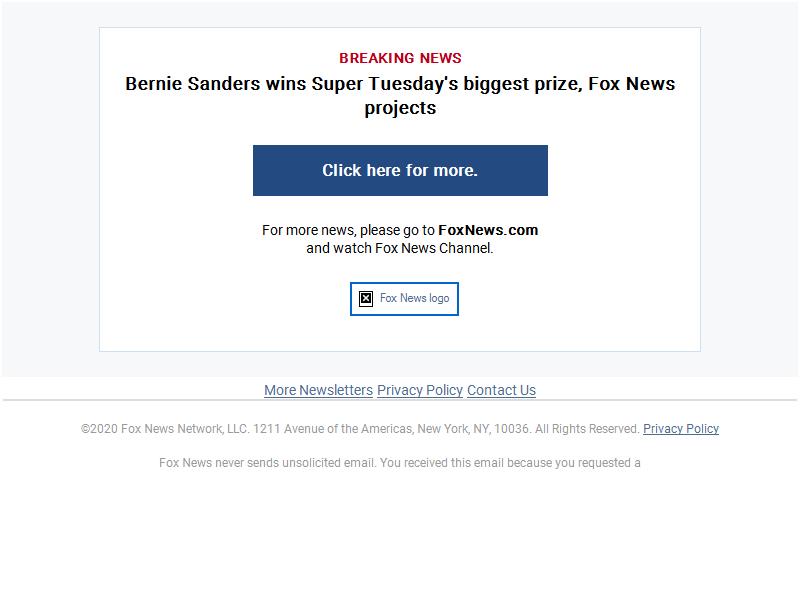 BREAKING NEWS
Bernie Sanders wins Super Tuesday's biggest prize, Fox News
projects
Click here for more.
For more news, please go to FoxNews.com
and watch Fox News Channel.
Fox News logo
More Newsletters Privacy Policy Contact Us
©2020 Fox News Network, LLC. 1211 Avenue of the Americas, New York, NY, 10036. All Rights Reserved. Privacy Policy
Fox News never sends unsolicited email. You received this email because you requested a